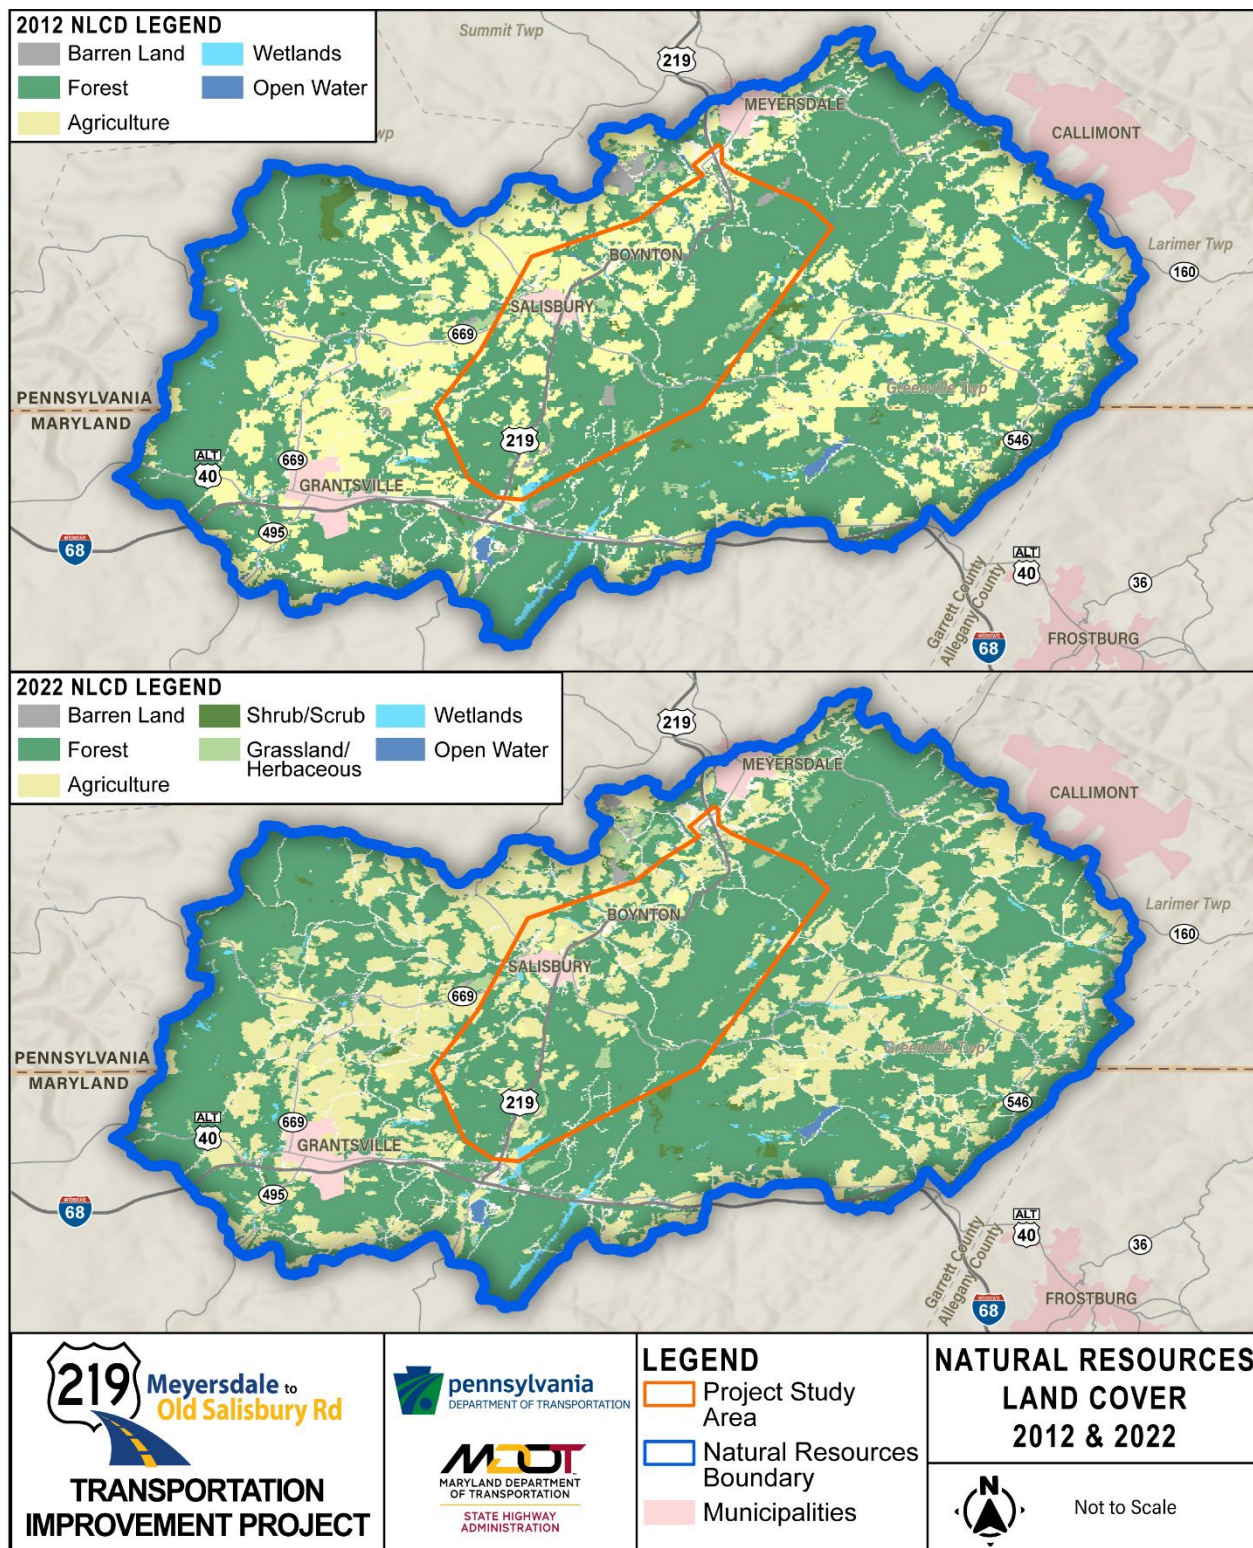 2012 NLCD LEGEND
Barren Land
Wetlands
Forest
Open Water
Agriculture
Summit Twp
219
MEYERSDALE
CALLIMONT
Twp
Larimer Twp
160
BOYNTON
SALISBURY
669
Greenville Twp
PENNSYLVANIA
MARYLAND
219
546
ALT
40
669
GRANTSVILLE
495
INTERSTATE
68
ALT
40
36
Garrett County
Allegany County
FROSTBURG
INTERSTATE
68
2022 NLCD LEGEND
Barren Land
Shrub/Scrub
Wetlands
Forest
Grassland/
Herbaceous
Open Water
Agriculture
219
MEYERSDALE
CALLIMONT
Larimer Twp
160
BOYNTON
SALISBURY
669
Greenville Twp
PENNSYLVANIA
MARYLAND
219
546
ALT
40
669
GRANTSVILLE
495
INTERSTATE
68
ALT
40
36
Garrett County
Allegany County
FROSTBURG
INTERSTATE
68
219
Meyersdale to
Old Salisbury Rd
TRANSPORTATION
IMPROVEMENT PROJECT
pennsylvania
DEPARTMENT OF TRANSPORTATION
MDOT
MARYLAND DEPARTMENT
OF TRANSPORTATION
STATE HIGHWAY
ADMINISTRATION
LEGEND
Project Study
Area
Natural Resources
Boundary
Municipalities
NATURAL RESOURCES
LAND COVER
2012 & 2022
N
Not to Scale